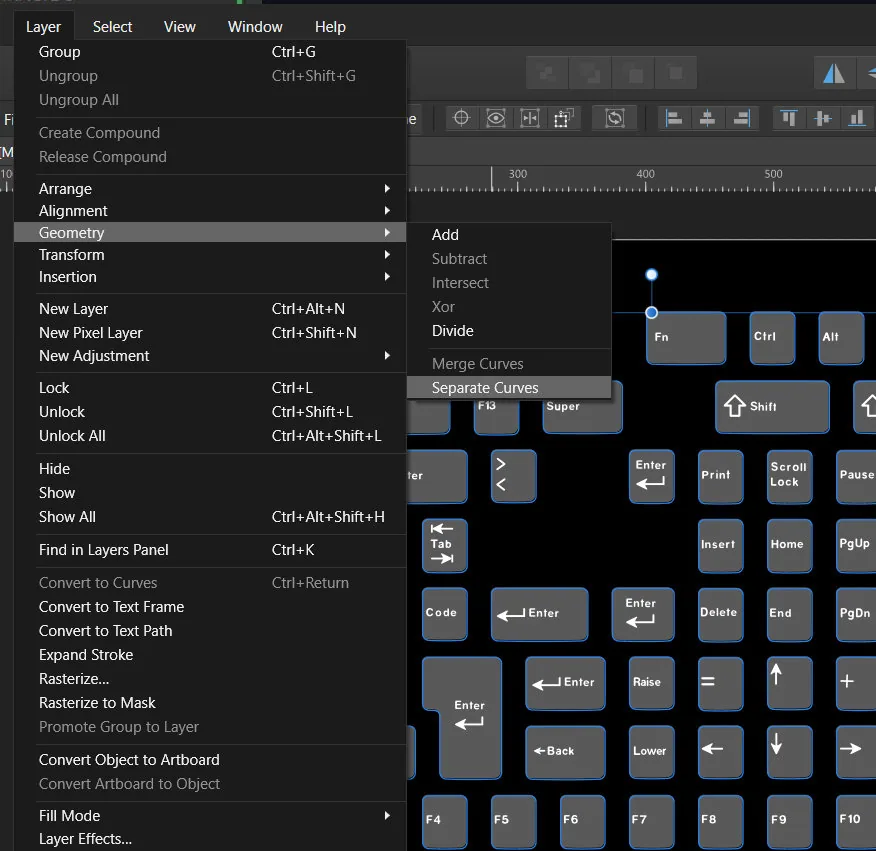 Layer Select View Window Help
Group Ctrl+G
Ungroup Ctrl+Shift+G
Ungroup All
Create Compound
Release Compound
Arrange
Alignment
Geometry
Transform
Insertion
New Layer Ctrl+Alt+N
New Pixel Layer Ctrl+Shift+N
New Adjustment
Lock Ctrl+L
Unlock Ctrl+Shift+L
Unlock All Ctrl+Alt+Shift+L
Hide
Show
Show All Ctrl+Alt+Shift+H
Find in Layers Panel Ctrl+K
Convert to Curves Ctrl+Return
Convert to Text Frame
Convert to Text Path
Expand Stroke
Rasterize...
Rasterize to Mask
Promote Group to Layer
Convert Object to Artboard
Convert Artboard to Object
Fill Mode
Layer Effects...
Add
Subtract
Intersect
Xor
Divide
Merge Curves
Separate Curves
300 400 500
Fn Ctrl Alt
F13 Super Shift
> Enter Print Scroll Pause
< Lock
Tab Insert Home PgUp
Code Enter Enter Delete End PgDn
Enter Enter Raise = +
Back Lower
F4 F5 F6 F7 F8 F9 F10